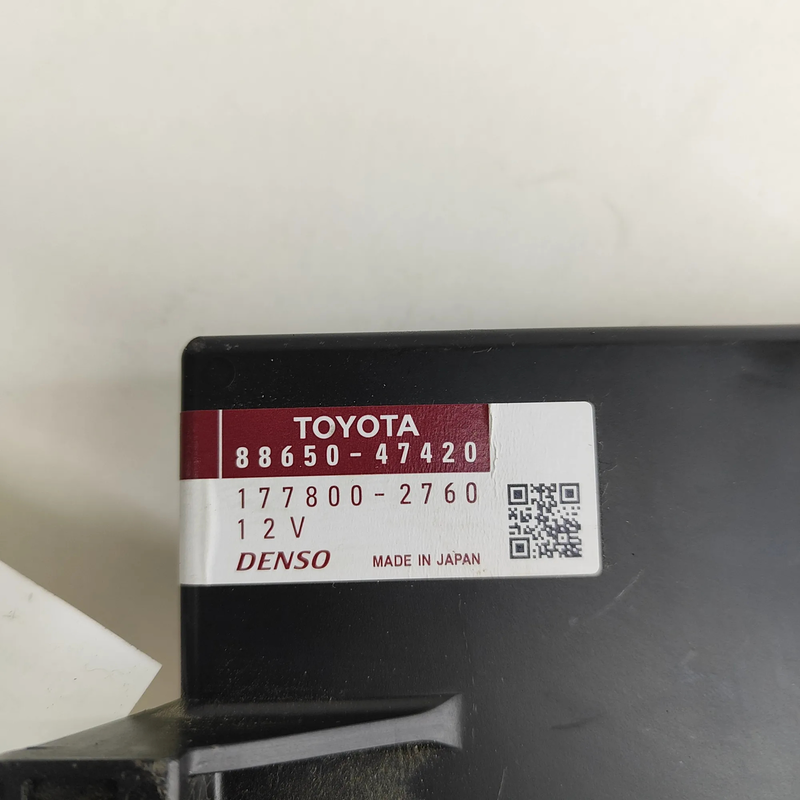 TOYOTA
88650-47420
177800-2760
12V
DENSO MADE IN JAPAN